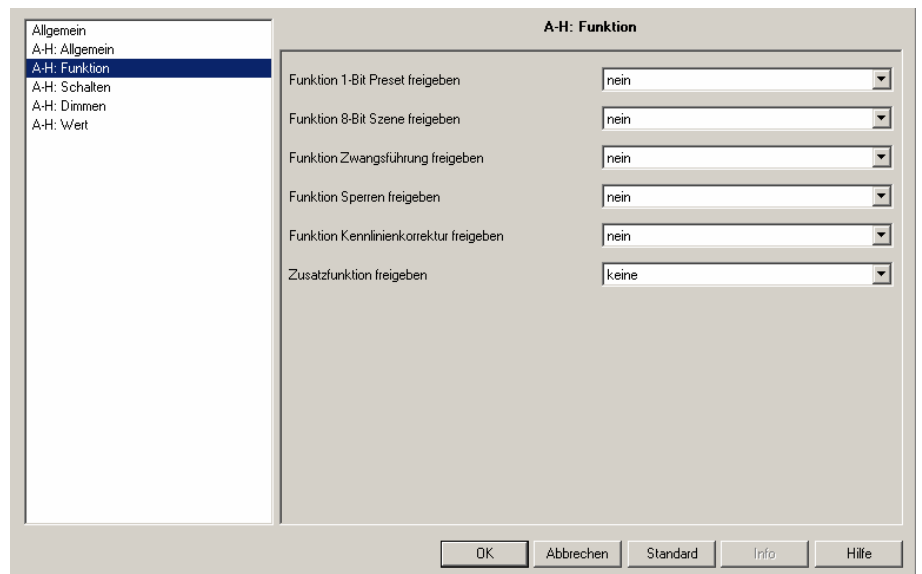 Allgemein
A-H: Allgemein
A-H: Funktion
A-H: Schalten
A-H: Dimmen
A-H: Wert
A-H: Funktion
Funktion 1-Bit Preset freigeben nein
Funktion 8-Bit Szene freigeben nein
Funktion Zwangsführung freigeben nein
Funktion Sperren freigeben nein
Funktion Kennlinienkorrektur freigeben nein
Zusatzfunktion freigeben keine
OK Abbrechen Standard Info Hilfe